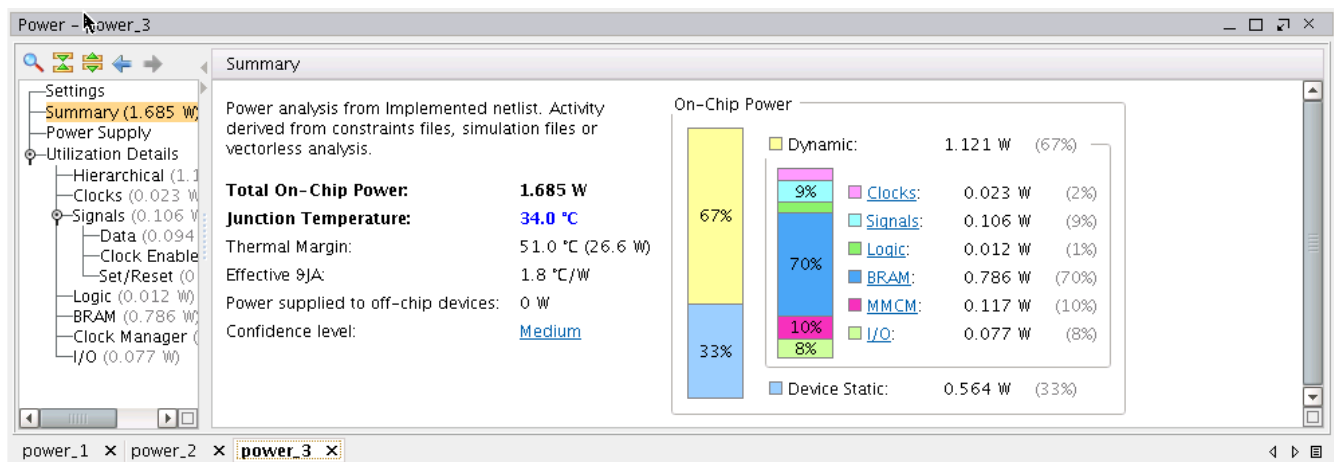 Power - power_3
Summary
Settings
Summary (1.685 W)
Power Supply
Utilization Details
Hierarchical (1.1
Clocks (0.023 W
Signals (0.106 W
Data (0.094
Clock Enable
Set/Reset (0
Logic (0.012 W)
BRAM (0.786 W)
Clock Manager (
I/O (0.077 W)
Power analysis from Implemented netlist. Activity
derived from constraints files, simulation files or
vectorless analysis.
Total On-Chip Power: 1.685 W
Junction Temperature: 34.0 °C
Thermal Margin: 51.0 °C (26.6 W)
Effective ϑJA: 1.8 °C/W
Power supplied to off-chip devices: 0 W
Confidence level: Medium
On-Chip Power
67%
33%
Dynamic: 1.121 W (67%)
9%
70%
10%
8%
Clocks: 0.023 W (2%)
Signals: 0.106 W (9%)
Logic: 0.012 W (1%)
BRAM: 0.786 W (70%)
MMCM: 0.117 W (10%)
I/O: 0.077 W (8%)
Device Static: 0.564 W (33%)
power_1 power_2 power_3